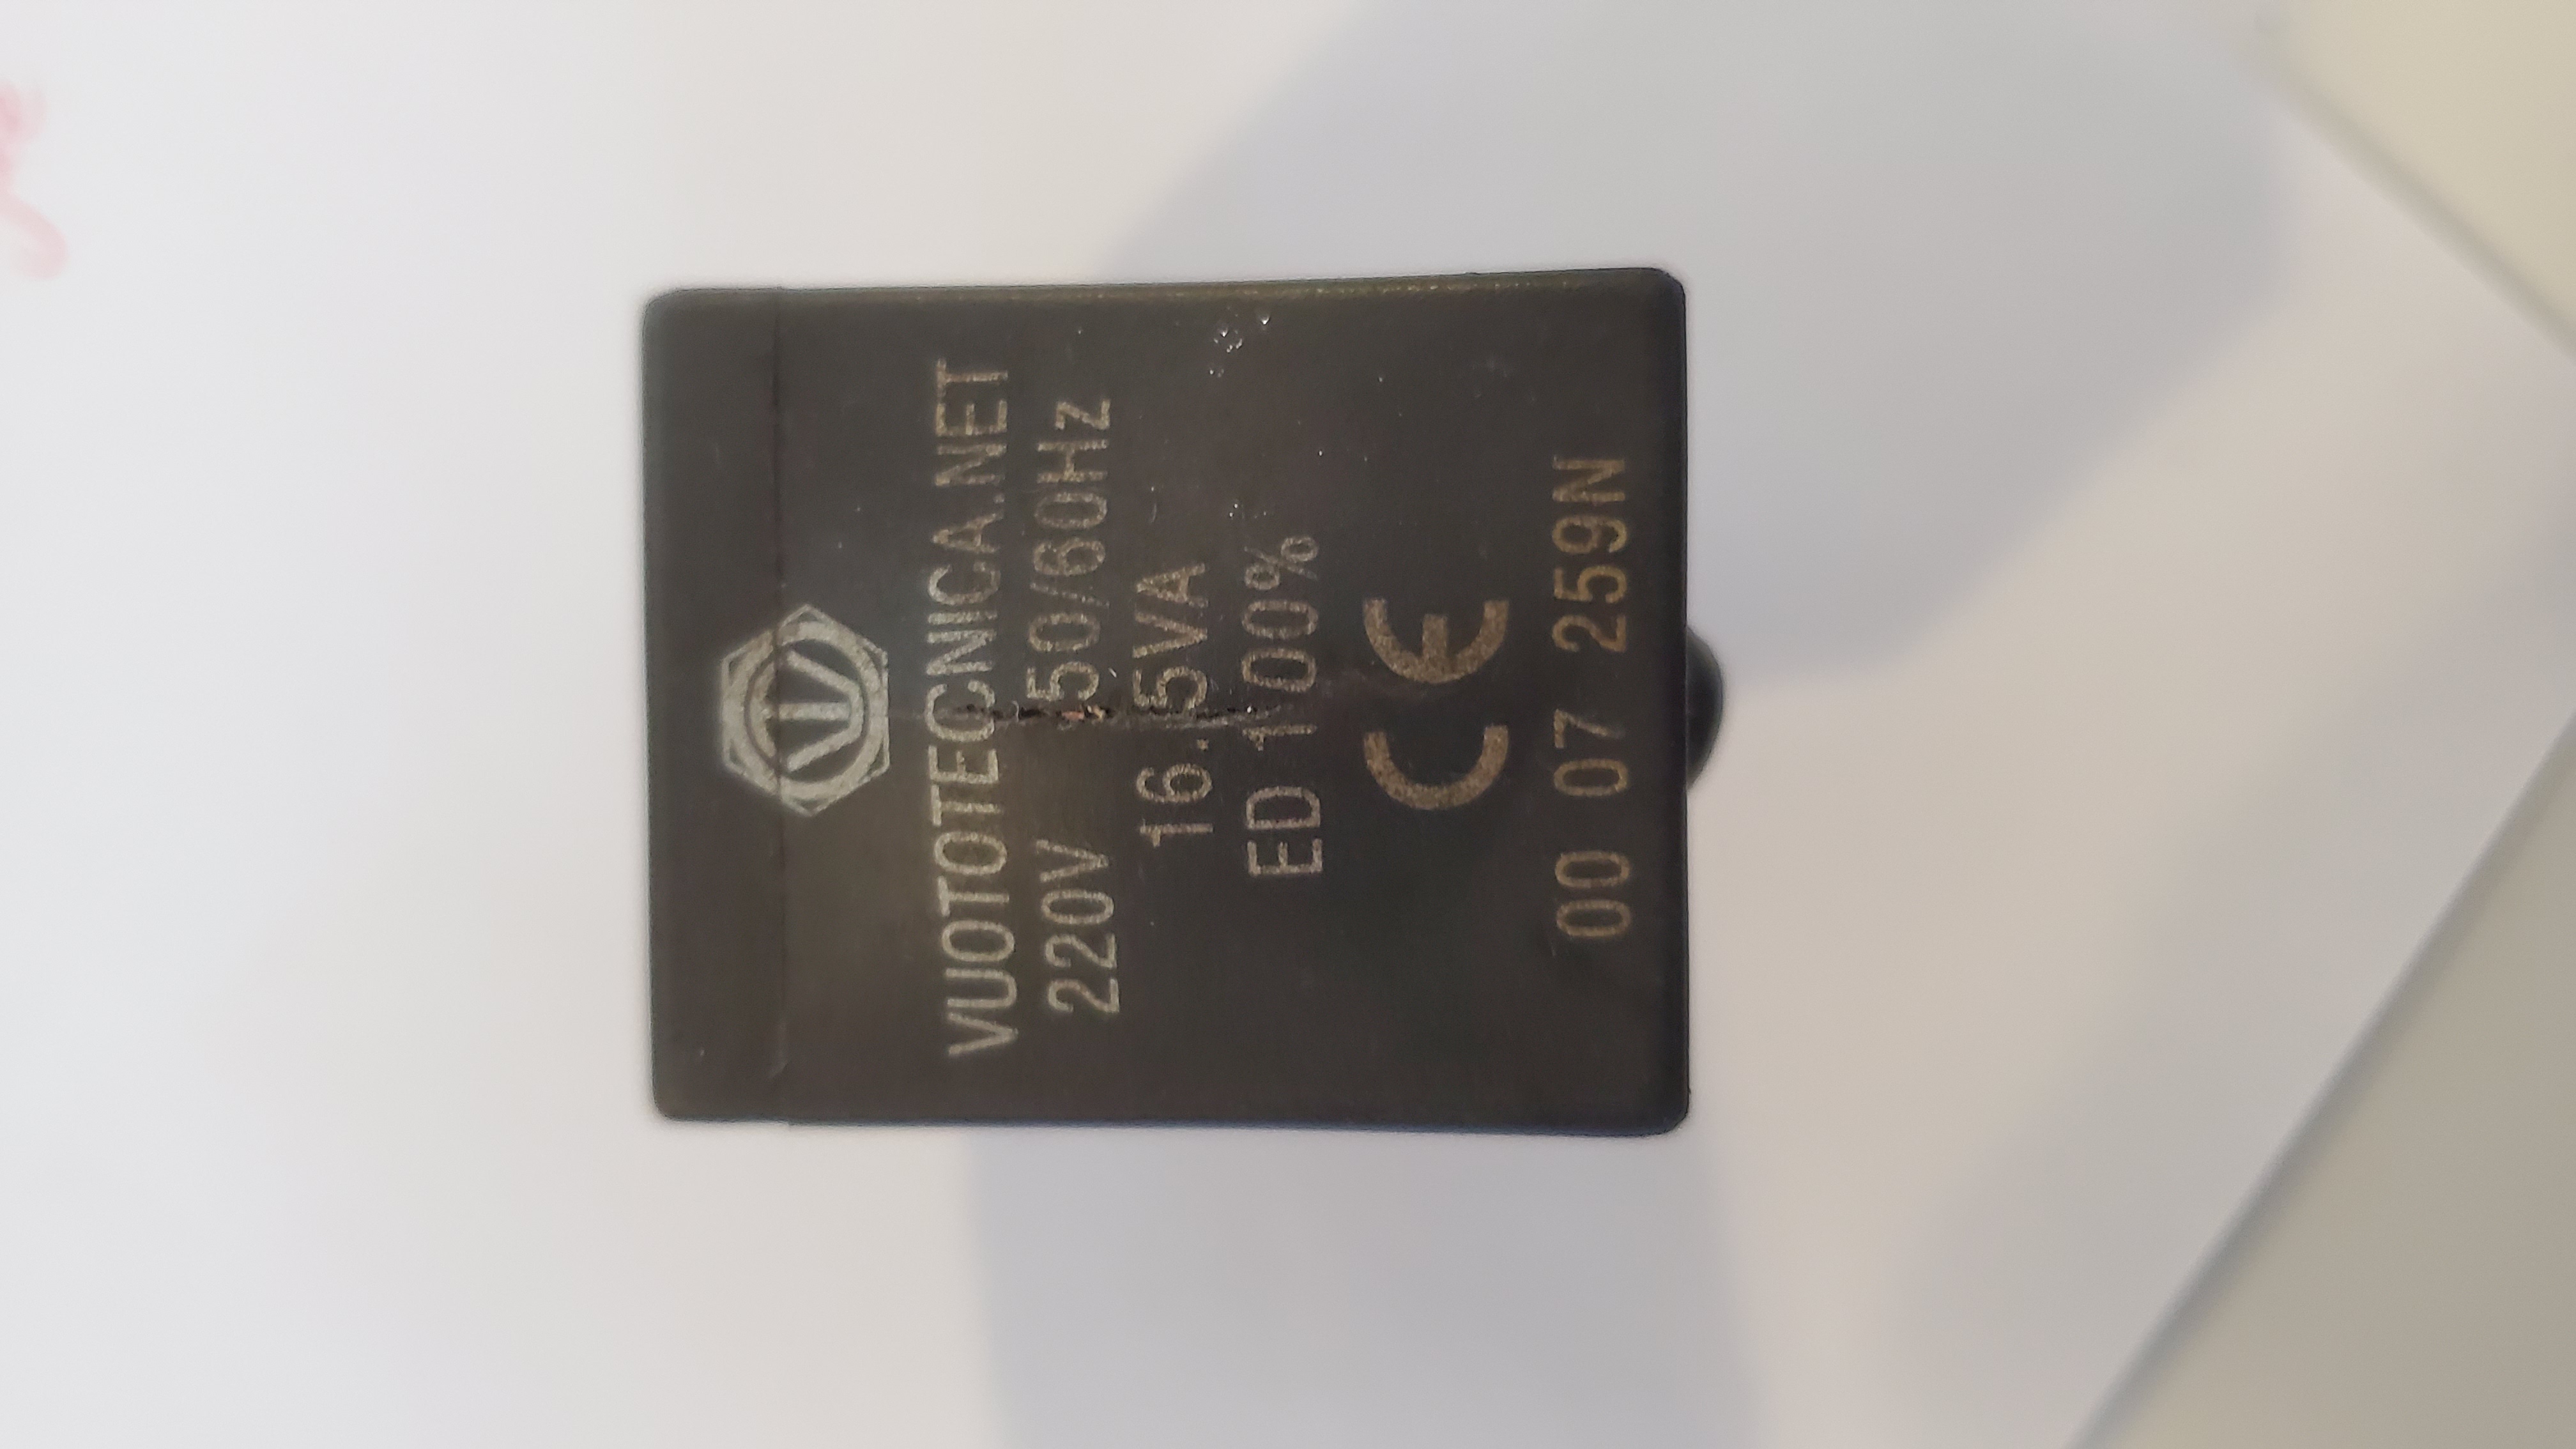 VUOTOTECNICA.NET
220V 50/60Hz
16.5VA
ED 100%
CE
00 07 259N